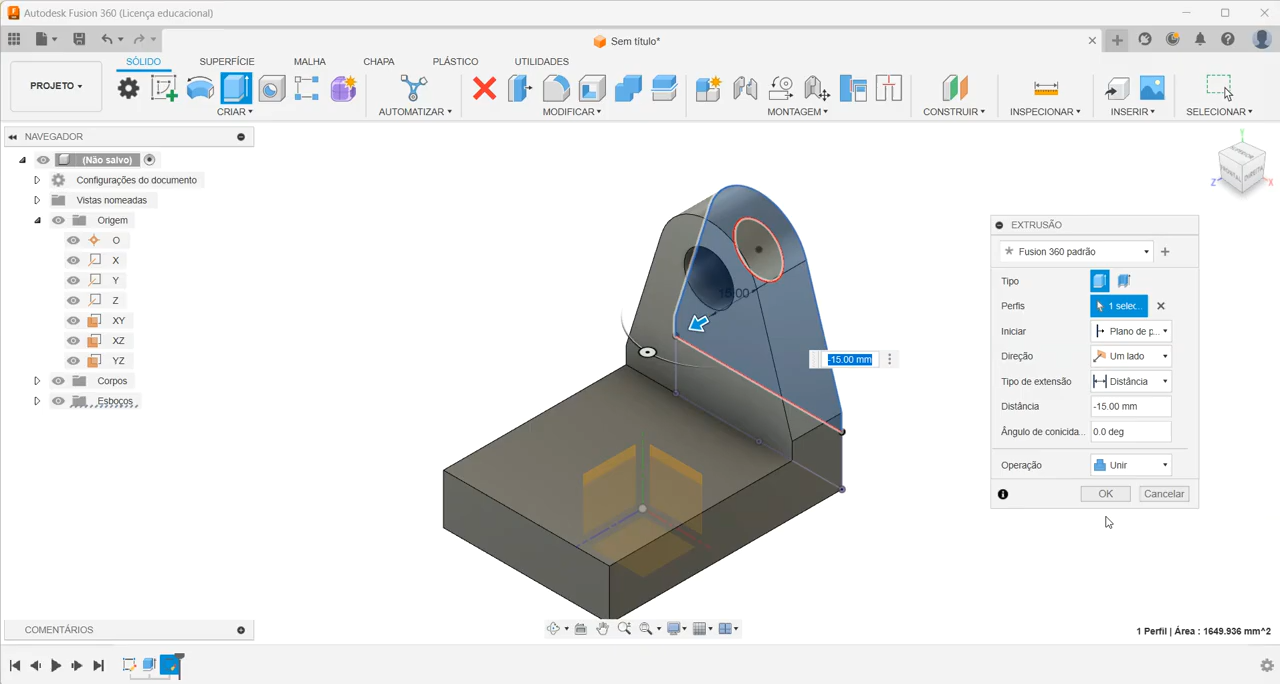 Autodesk Fusion 360 (Licença educacional)
Sem título*
PROJETO
SÓLIDO
SUPERFÍCIE
MALHA
CHAPA
PLÁSTICO
UTILIDADES
CRIAR
AUTOMATIZAR
MODIFICAR
MONTAGEM
CONSTRUIR
INSPECIONAR
INSERIR
SELECIONAR
NAVEGADOR
(Não salvo)
Configurações do documento
Vistas nomeadas
Origem
O
X
Y
Z
XY
XZ
YZ
Corpos
Esboços
15.00
-15.00 mm
Y
SUPERIOR
FRONTAL
DIREITA
Z
X
EXTRUSÃO
Fusion 360 padrão
Tipo
Perfis
1 selec...
Iniciar
Plano de p...
Direção
Um lado
Tipo de extensão
Distância
Distância
-15.00 mm
Ângulo de conicida...
0.0 deg
Operação
Unir
OK
Cancelar
COMENTÁRIOS
1 Perfil | Área : 1649.936 mm^2